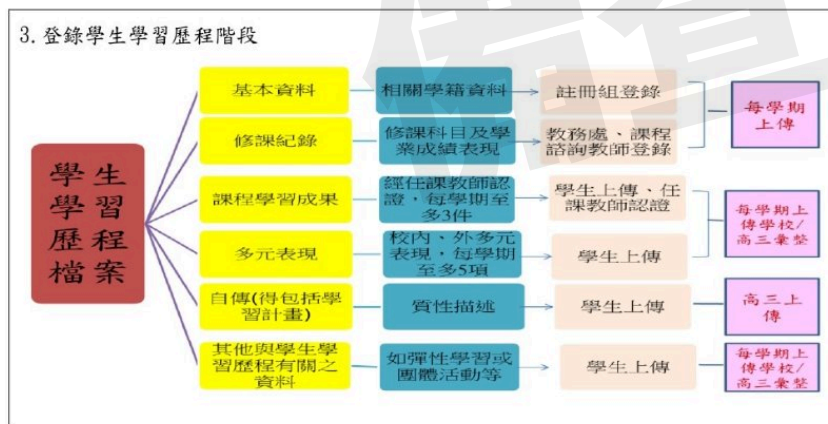 3.登錄學生學習歷程階段
學生
學習
歷程
檔案
基本資料
相關學籍資料
註冊組登錄
修課紀錄
修課科目及學
業成績表現
教務處、課程
諮詢教師登錄
每學期
上傳
課程學習成果
經任課教師認
證，每學期至
多3件
學生上傳、任
課教師認證
多元表現
校內、外多元
表現，每學期
至多5項
學生上傳
每學期上
傳學校/
高三彙整
自傳(得包括學
習計畫)
質性描述
學生上傳
高三上
傳
其他與學生學
習歷程有關之
資料
如彈性學習或
團體活動等
學生上傳
每學期上
傳學校/
高三彙整